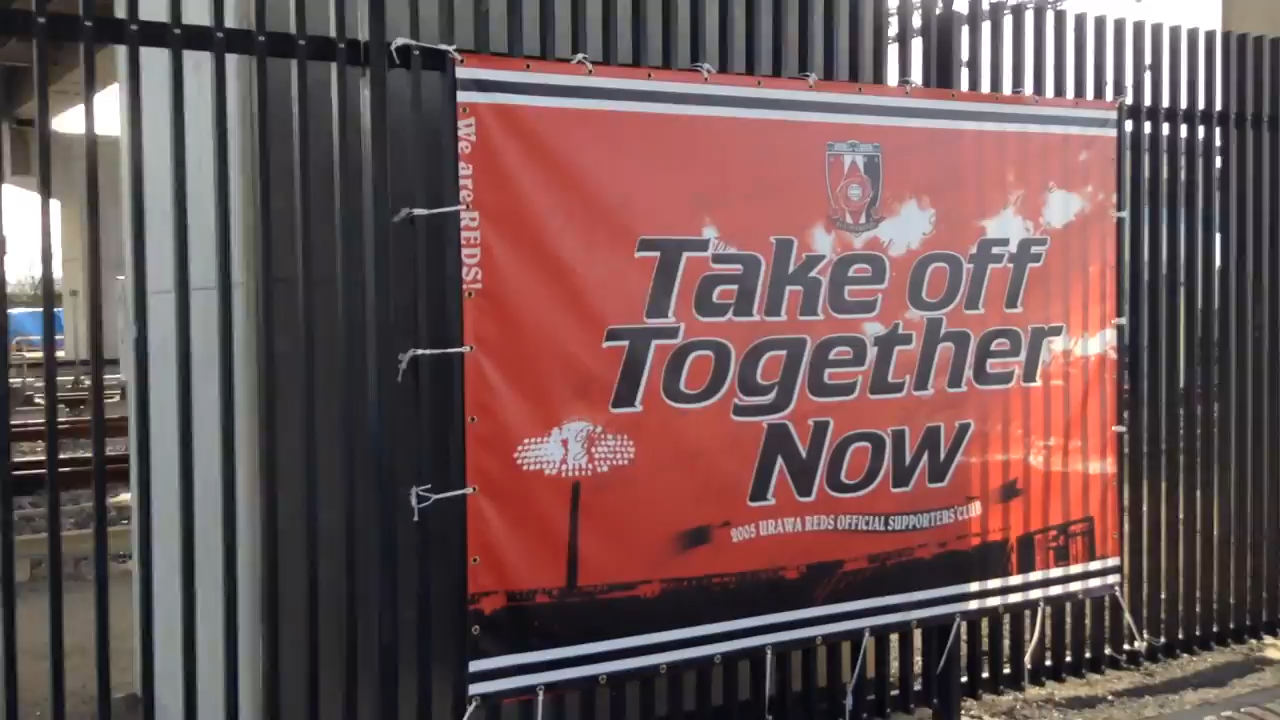 We are REDS!
Take off
Together
Now
2005 URAWA REDS OFFICIAL SUPPORTERS' CLUB